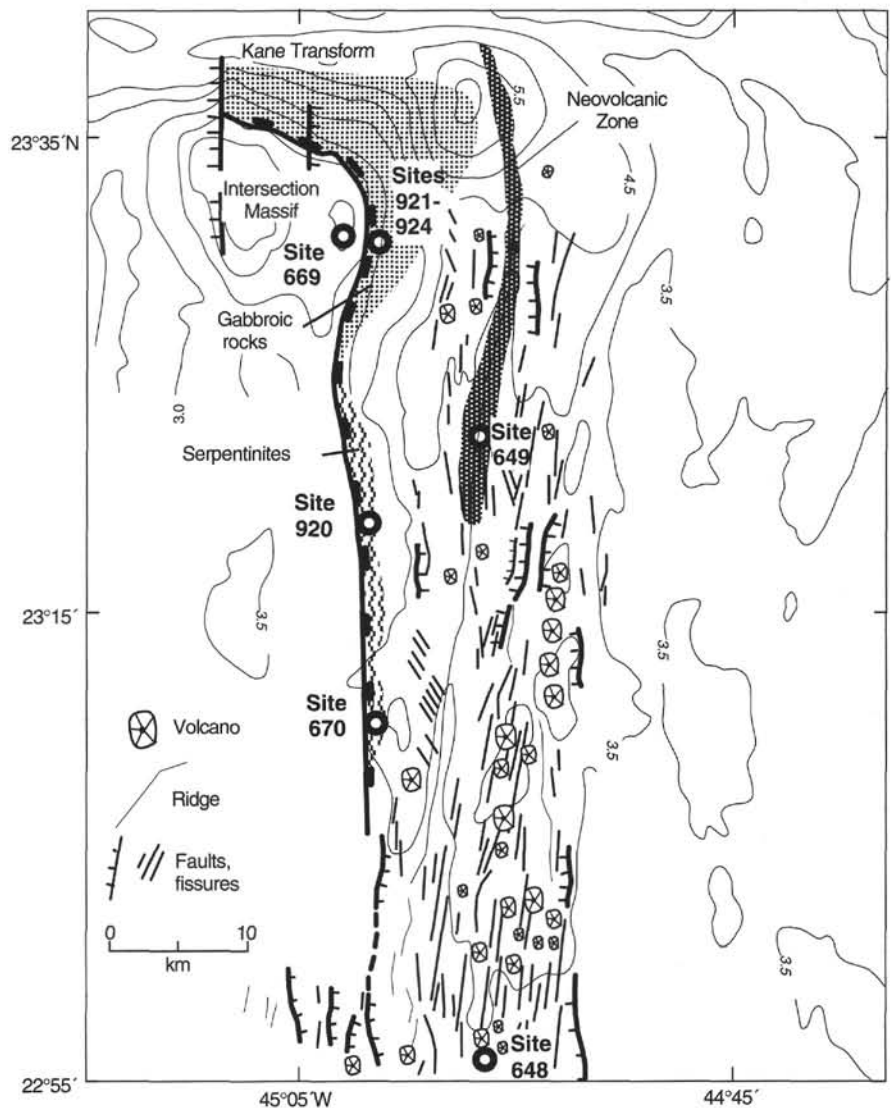 Kane Transform
5.5
Neovolcanic
Zone
23°35´N
Sites
921-
924
4.5
Intersection
Massif
Site
669
3.5
Gabbroic
rocks
3.0
Serpentinites
Site
649
Site
920
23°15´
3.5
3.5
3.5
Site
670
Volcano
3.5
Ridge
Faults,
fissures
0
10
km
3.5
Site
648
22°55´
45°05´W
44°45´